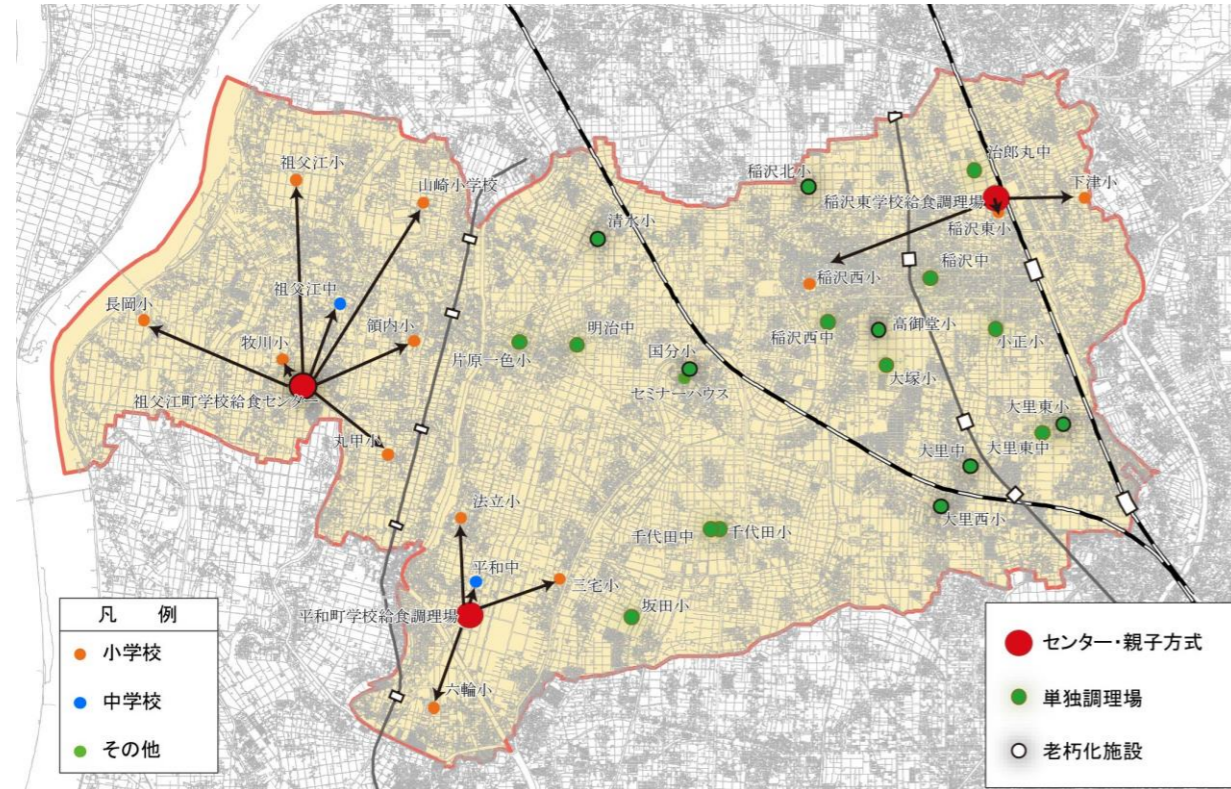 祖父江小
山崎小学校
祖父江中
長岡小
牧川小
領内小
祖父江町学校給食センター
丸甲小
清水小
片原一色小
明治中
国分小
セミナーハウス
稲沢北小
治郎丸中
下津小
稲沢東学校給食調理場
稲沢東小
稲沢西小
稲沢中
稲沢西中
高御堂小
小正小
大塚小
大里東小
大里東中
大里中
大里西小
千代田中
千代田小
法立小
平和中
三宅小
平和町学校給食調理場
坂田小
六輪小
凡 例
小学校
中学校
その他
センター・親子方式
単独調理場
老朽化施設